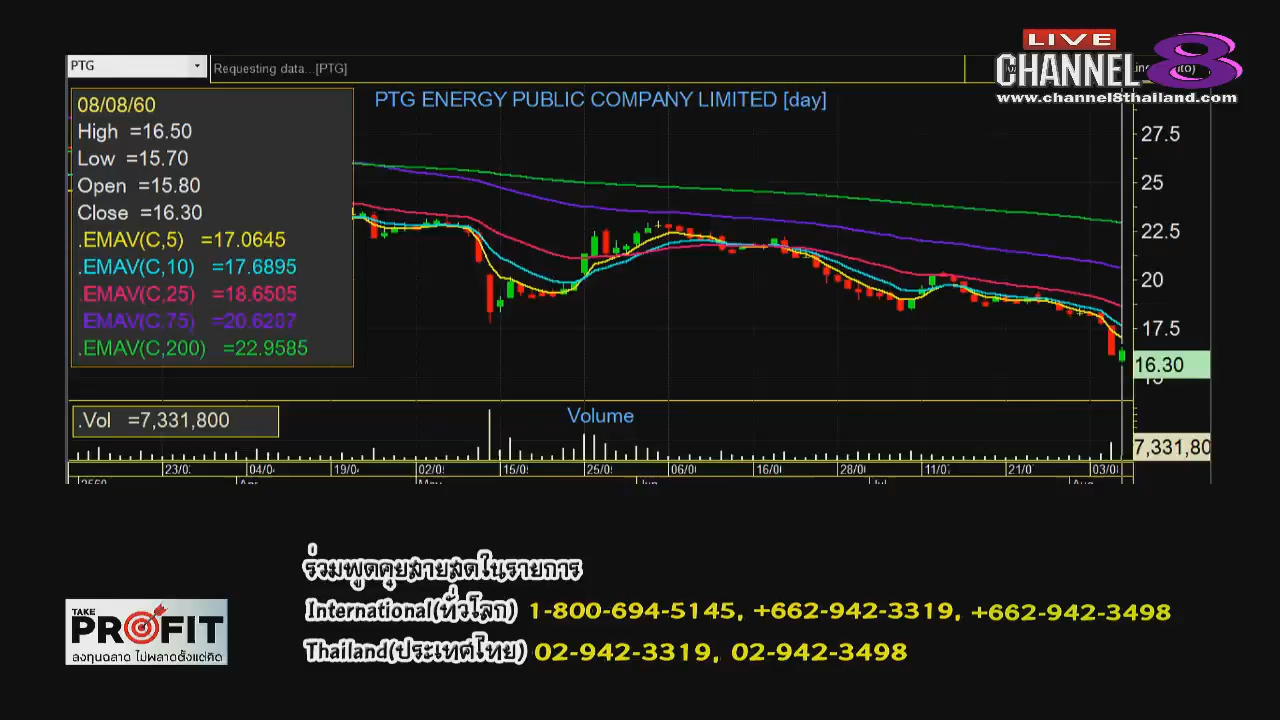 LIVE
CHANNEL 8
www.channel8thailand.com
PTG
Requesting data...[PTG]
PTG ENERGY PUBLIC COMPANY LIMITED [day]
08/08/60
High =16.50
Low =15.70
Open =15.80
Close =16.30
.EMAV(C,5) =17.0645
.EMAV(C,10) =17.6895
.EMAV(C,25) =18.6505
.EMAV(C,75) =20.6207
.EMAV(C,200) =22.9585
27.5
25
22.5
20
17.5
16.30
15
.Vol =7,331,800
Volume
7,331,80
23/0 04/0 19/0 02/0 15/0 25/0 06/0 16/0 28/0 11/0 21/0 03/0
2560 Apr May Jun Jul Aug
ร่วมพูดคุยสายสดในรายการ
International(ทั่วโลก) 1-800-694-5145, +662-942-3319, +662-942-3498
Thailand(ประเทศไทย) 02-942-3319, 02-942-3498
TAKE
PROFIT
ลงทุนฉลาด ไม่พลาดตั้งแต่คิด